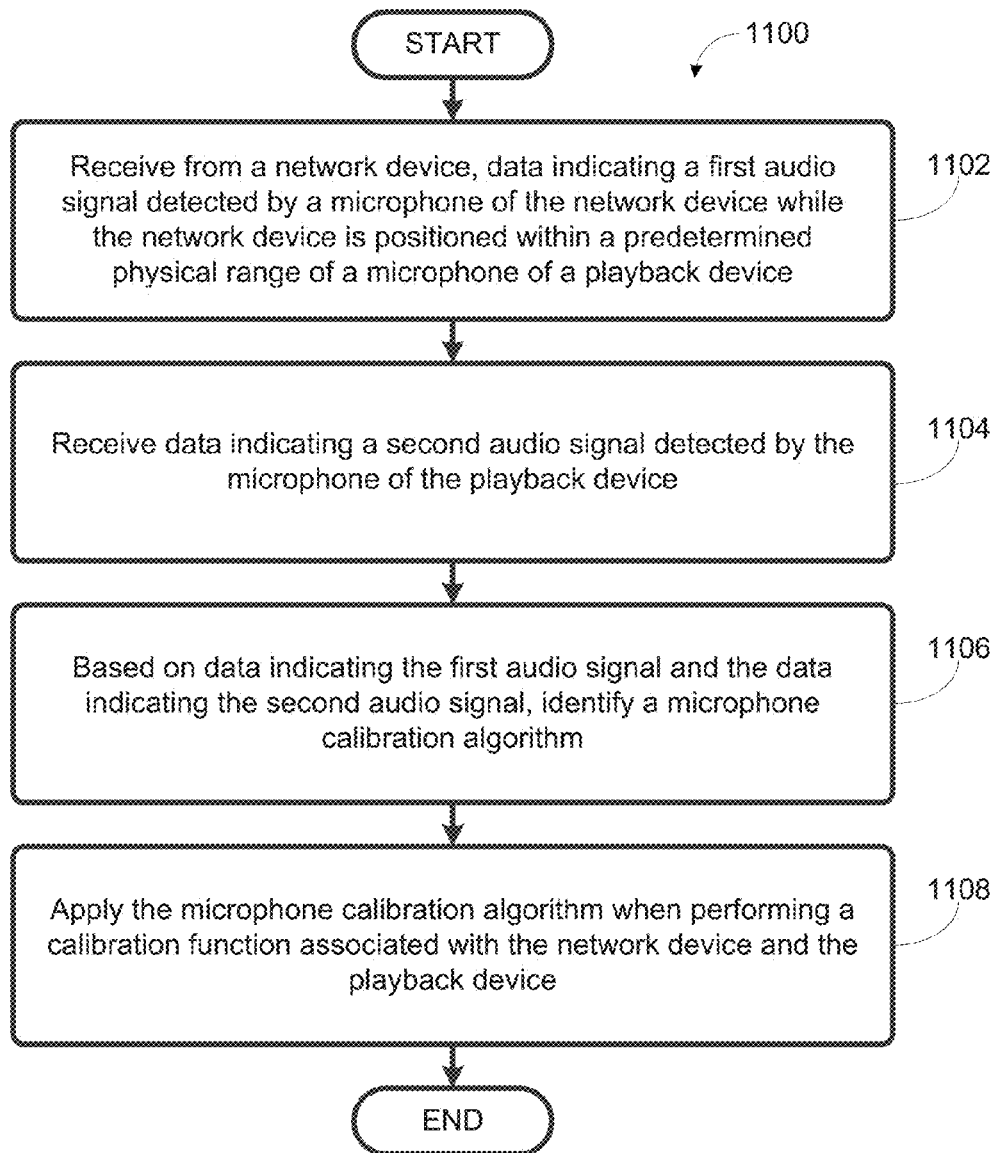 START
1100
Receive from a network device, data indicating a first audio
signal detected by a microphone of the network device while
the network device is positioned within a predetermined
physical range of a microphone of a playback device
1102
Receive data indicating a second audio signal detected by the
microphone of the playback device
1104
Based on data indicating the first audio signal and the data
indicating the second audio signal, identify a microphone
calibration algorithm
1106
Apply the microphone calibration algorithm when performing a
calibration function associated with the network device and the
playback device
1108
END